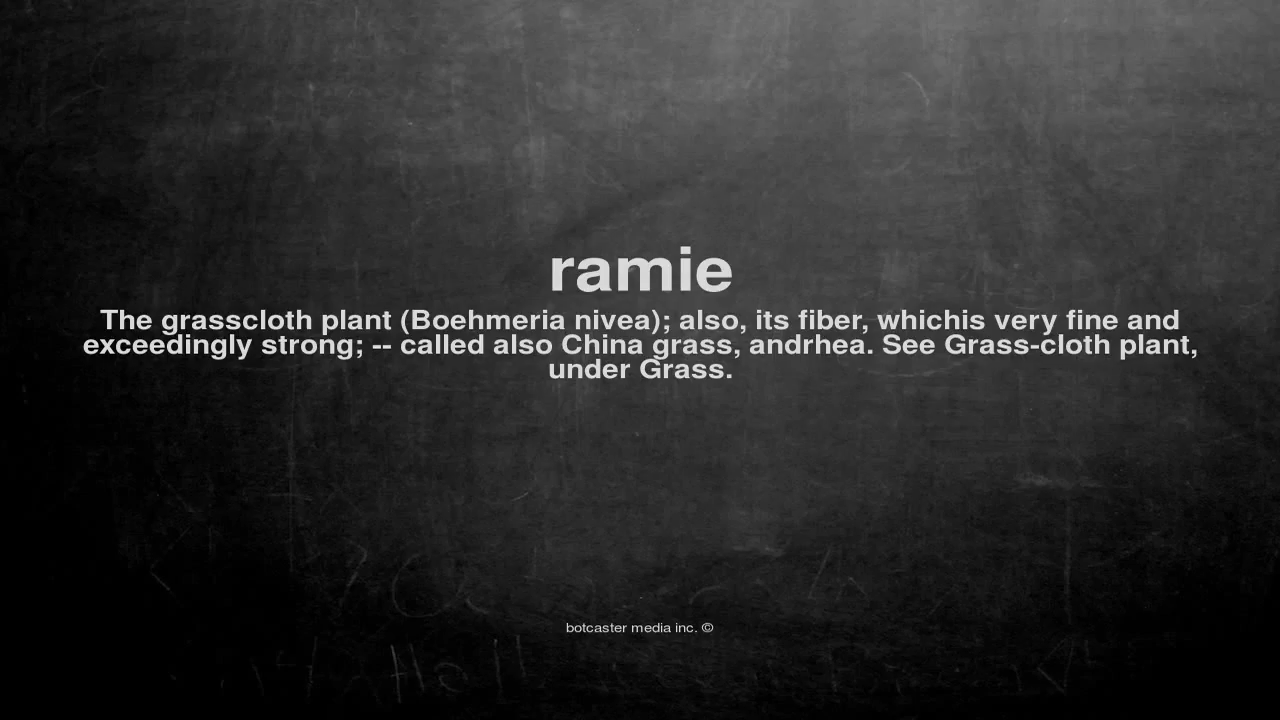 ramie
The grasscloth plant (Boehmeria nivea); also, its fiber, whichis very fine and
exceedingly strong; -- called also China grass, andrhea. See Grass-cloth plant,
under Grass.
botcaster media inc. ©